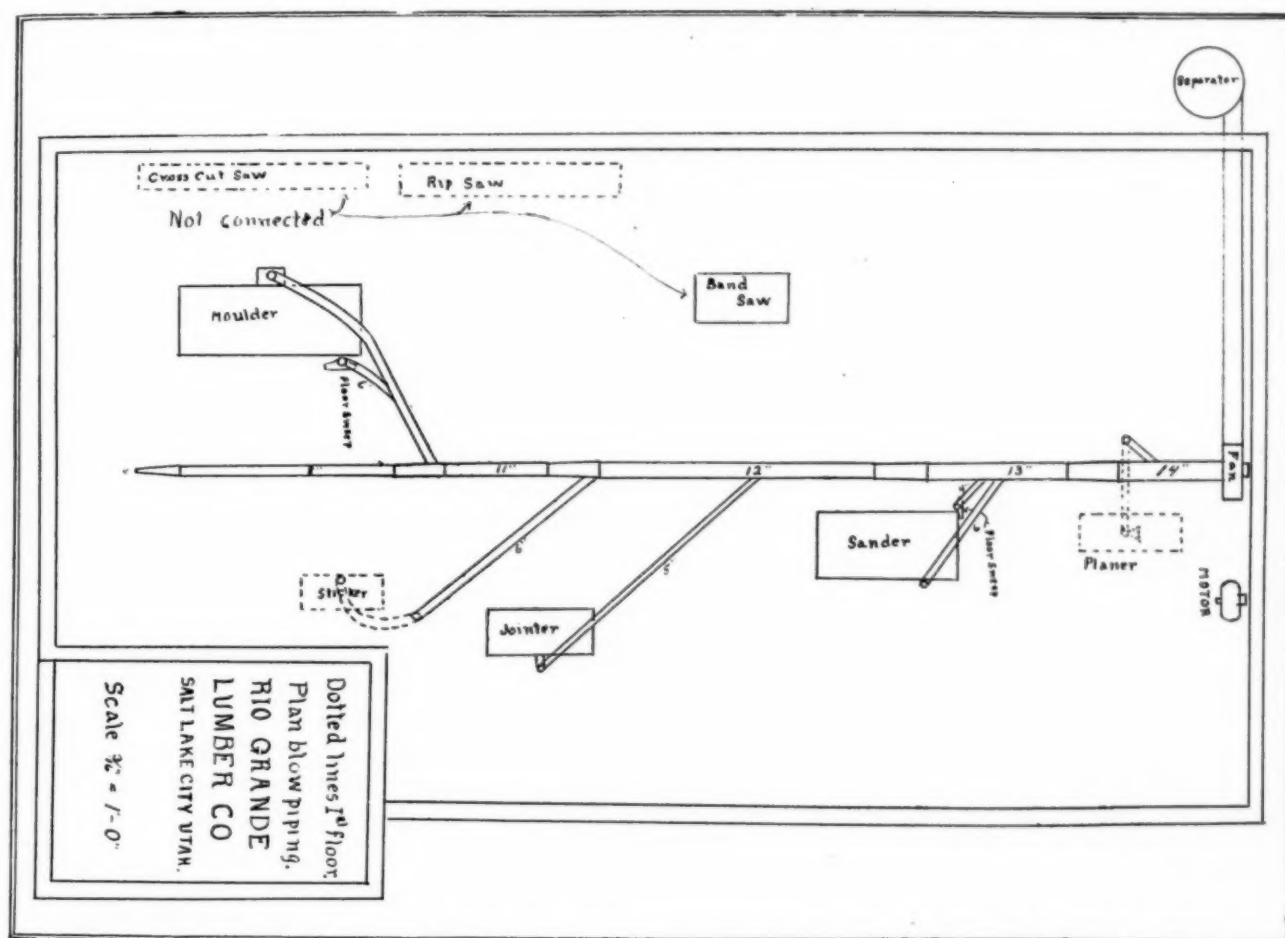 Separator
Cross Cut Saw
Rip Saw
Not connected
Band
Saw
Moulder
Floor Sweep
11"
12"
13"
14"
Fan
6"
5"
Sander
Floor Sweep
Planer
MOTOR
Sticker
Jointer
Dotted lines 1st floor.
Plan blow piping.
RIO GRANDE
LUMBER CO
SALT LAKE CITY UTAH.
Scale 3/16" = 1'-0"